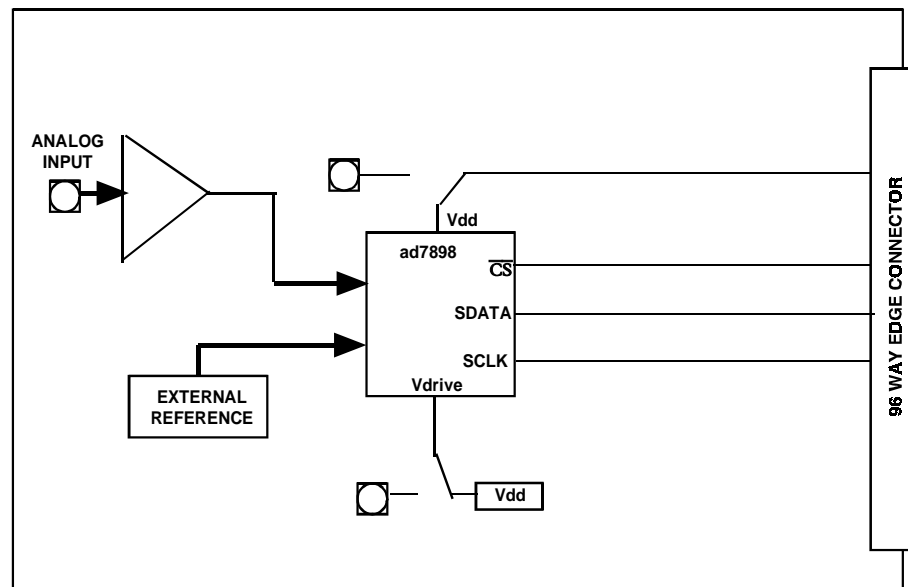 ANALOG
INPUT
Vdd
ad7898
CS
SDATA
SCLK
Vdrive
EXTERNAL
REFERENCE
Vdd
96 WAY EDGE CONNECTOR